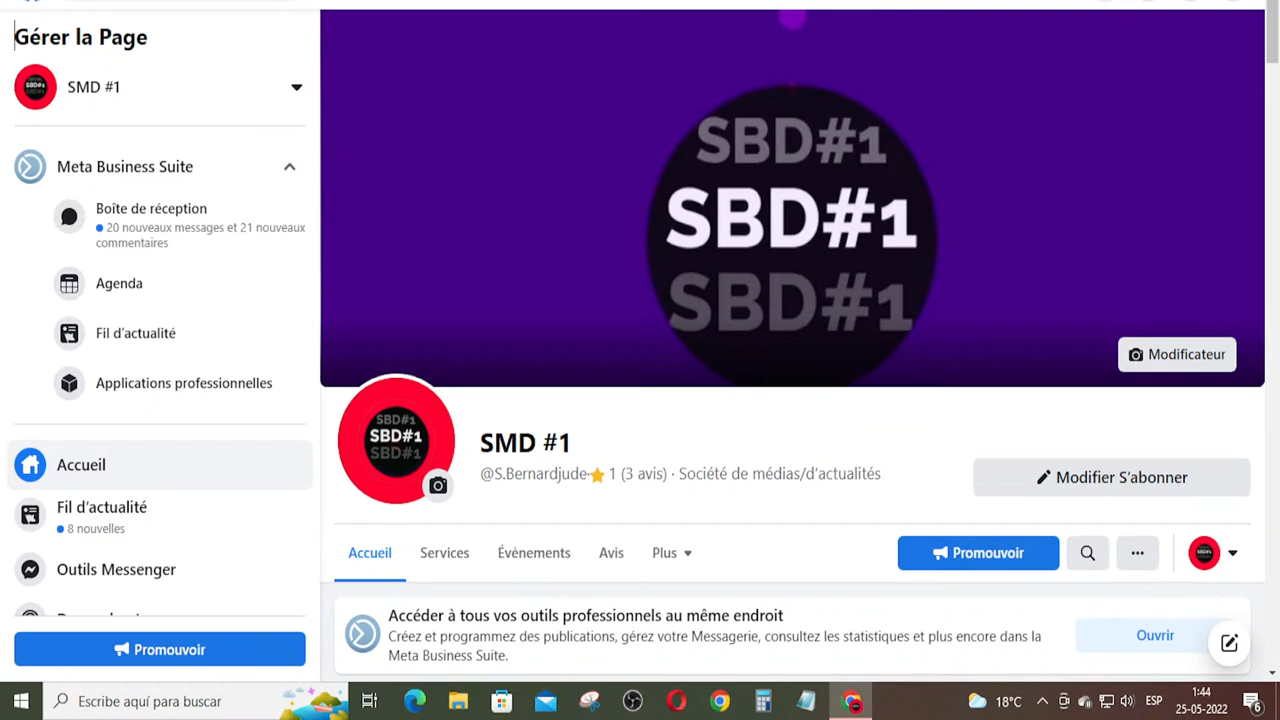 Gérer la Page
SMD #1
Meta Business Suite
Boîte de réception
20 nouveaux messages et 21 nouveaux
commentaires
Agenda
Fil d'actualité
Applications professionnelles
Accueil
Fil d'actualité
8 nouvelles
Outils Messenger
Promouvoir
SBD#1
SBD#1
SBD#1
Modificateur
SBD#1
SBD#1
SBD#1
SMD #1
@S.Bernardjude· 1 (3 avis) · Société de médias/d'actualités
Modifier S'abonner
Accueil Services Évènements Avis Plus
Promouvoir
Accéder à tous vos outils professionnels au même endroit
Créez et programmez des publications, gérez votre Messagerie, consultez les statistiques et plus encore dans la
Meta Business Suite.
Ouvrir
Escribe aquí para buscar
18°C
ESP
1:44
25-05-2022
6